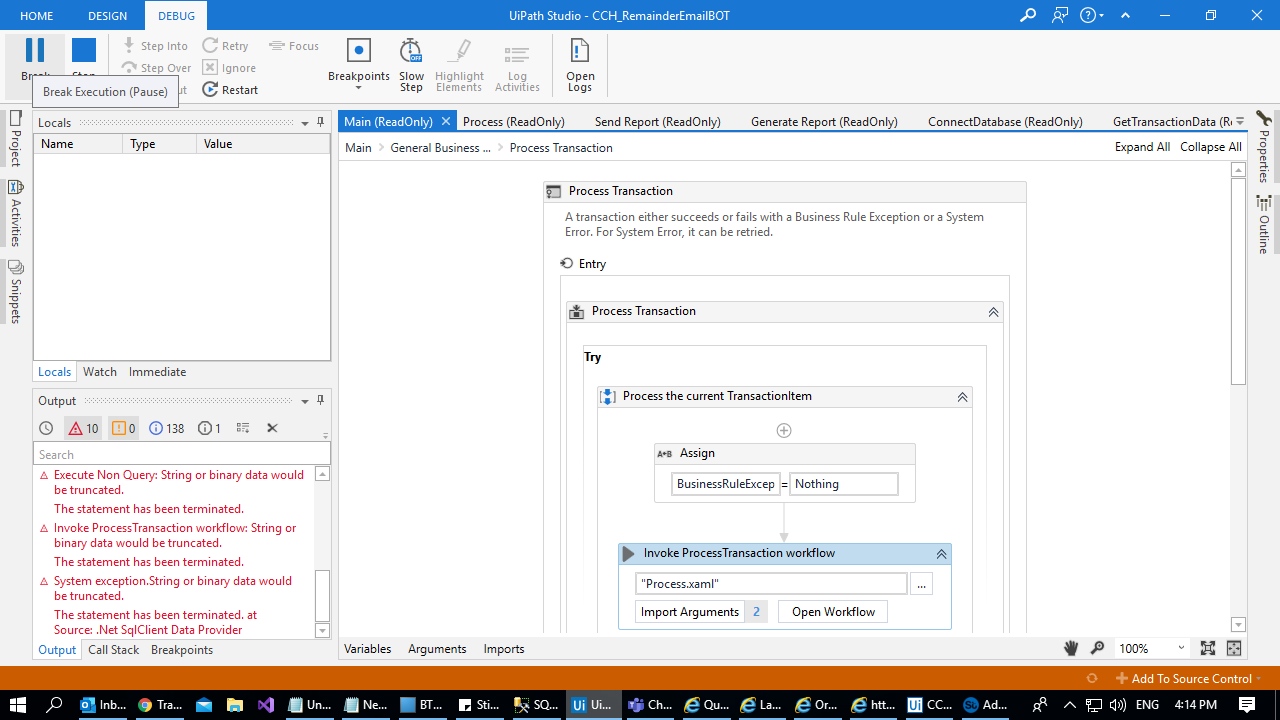 HOME DESIGN DEBUG UiPath Studio - CCH_RemainderEmailBOT
Step Into Retry Focus
Step Over Ignore
Restart
Breakpoints Slow Step Highlight Elements Log Activities Open Logs
Break Execution (Pause)
Project
Activities
Snippets
Locals
Name Type Value
Locals Watch Immediate
Output
10 0 138 1
Search
Execute Non Query: String or binary data would
be truncated.
The statement has been terminated.
Invoke ProcessTransaction workflow: String or
binary data would be truncated.
The statement has been terminated.
System exception.String or binary data would
be truncated.
The statement has been terminated. at
Source: .Net SqlClient Data Provider
Output Call Stack Breakpoints
Main (ReadOnly) Process (ReadOnly) Send Report (ReadOnly) Generate Report (ReadOnly) ConnectDatabase (ReadOnly) GetTransactionData (R
Main General Business ... Process Transaction Expand All Collapse All
Process Transaction
A transaction either succeeds or fails with a Business Rule Exception or a System
Error. For System Error, it can be retried.
Entry
Process Transaction
Try
Process the current TransactionItem
A+B Assign
BusinessRuleExcep = Nothing
Invoke ProcessTransaction workflow
"Process.xaml" ...
Import Arguments 2 Open Workflow
Variables Arguments Imports 100%
Properties
Outline
Add To Source Control
Inb... Tra... Un... Ne... BT... Sti... SQ... Ui... Ch... Qu... La... Or... htt... CC... Ad... ENG 4:14 PM